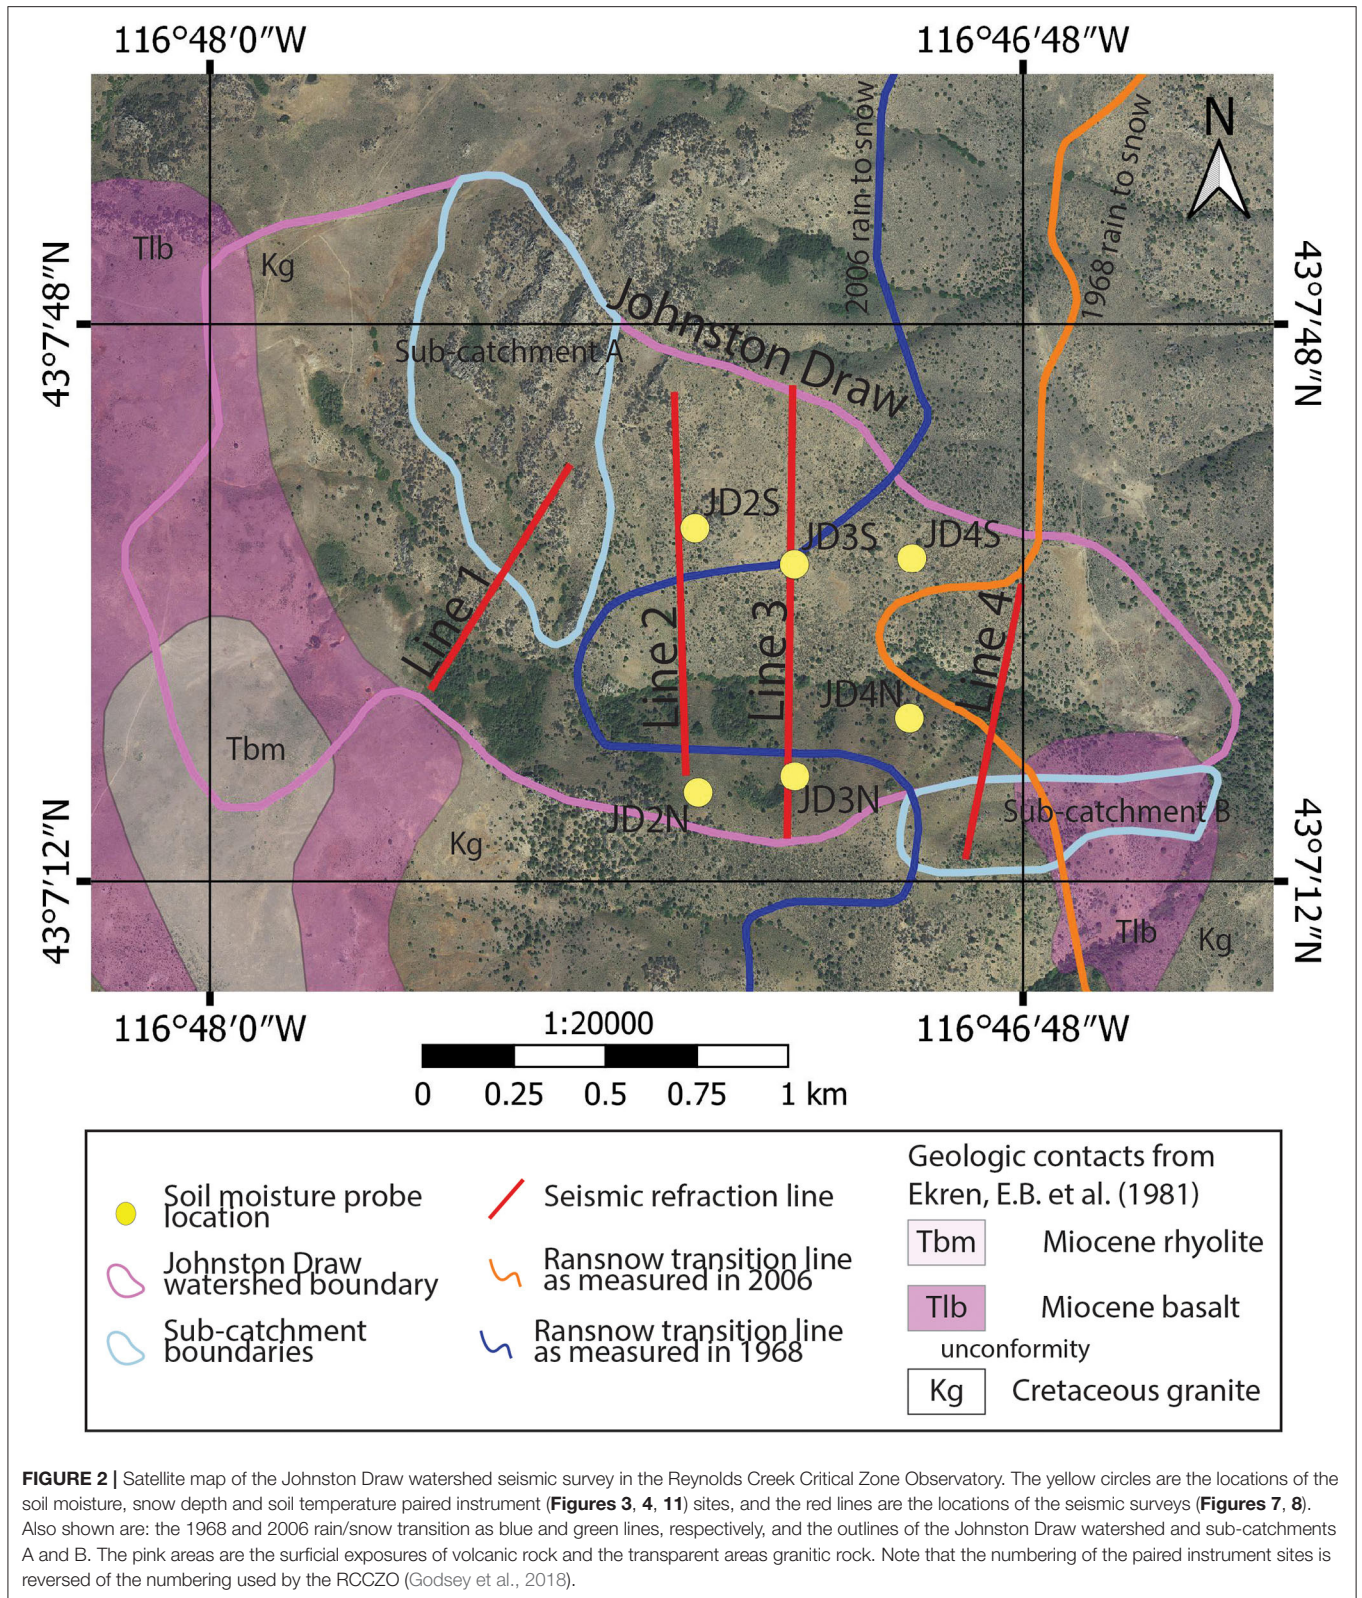 116°48′0″W
116°46′48″W
N
2006 rain to snow
1968 rain to snow
Tlb
Kg
43°7′48″N
43°7′48″N
Johnston Draw
Sub-catchment A
JD2S
JD3S
JD4S
Line 1
Line 2
Line 3
Line 4
JD4N
Tbm
JD2N
JD3N
Sub-catchment B
Kg
43°7′12″N
43°7′12″N
Tlb
Kg
116°48′0″W
116°46′48″W
1:20000
0 0.25 0.5 0.75 1 km
Soil moisture probe
location
Johnston Draw
watershed boundary
Sub-catchment
boundaries
Seismic refraction line
Ransnow transition line
as measured in 2006
Ransnow transition line
as measured in 1968
Geologic contacts from
Ekren, E.B. et al. (1981)
Tbm Miocene rhyolite
Tlb Miocene basalt
unconformity
Kg Cretaceous granite
FIGURE 2 | Satellite map of the Johnston Draw watershed seismic survey in the Reynolds Creek Critical Zone Observatory. The yellow circles are the locations of the
soil moisture, snow depth and soil temperature paired instrument (Figures 3, 4, 11) sites, and the red lines are the locations of the seismic surveys (Figures 7, 8).
Also shown are: the 1968 and 2006 rain/snow transition as blue and green lines, respectively, and the outlines of the Johnston Draw watershed and sub-catchments
A and B. The pink areas are the surficial exposures of volcanic rock and the transparent areas granitic rock. Note that the numbering of the paired instrument sites is
reversed of the numbering used by the RCCZO (Godsey et al., 2018).